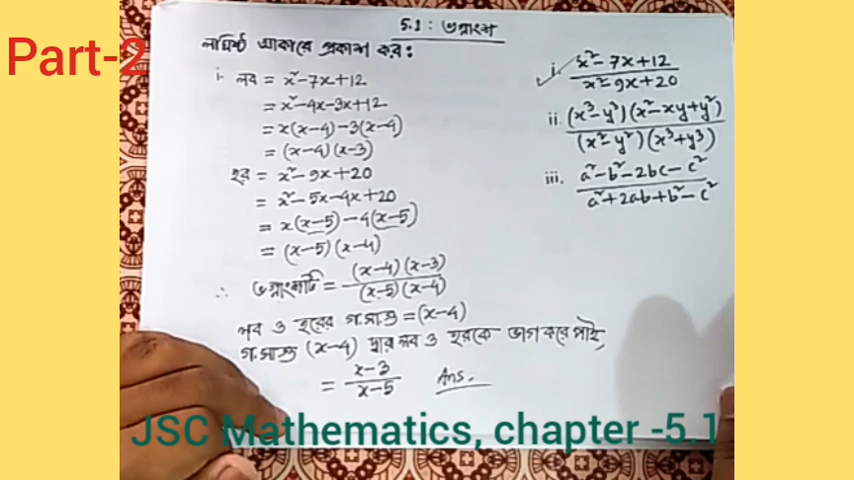 Part-2
5.1 : ভগ্নাংশ
লঘিষ্ঠ আকারে প্রকাশ কর:
i. লব = x²-7x+12
= x²-4x-3x+12
= x(x-4)-3(x-4)
= (x-4)(x-3)
হর = x²-9x+20
= x²-5x-4x+20
= x(x-5)-4(x-5)
= (x-5)(x-4)
∴ ভগ্নাংশটি = (x-4)(x-3) / (x-5)(x-4)
লব ও হরের গ.সা.গু = (x-4)
গ.সা.গু (x-4) দ্বারা লব ও হরকে ভাগ করে পাই,
= x-3 / x-5 Ans.
i. x²-7x+12 / x²-9x+20
ii. (x³-y³)(x²-xy+y²) / (x²-y²)(x³+y³)
iii. a²-b²-2bc-c² / a²+2ab+b²-c²
JSC Mathematics, chapter -5.1